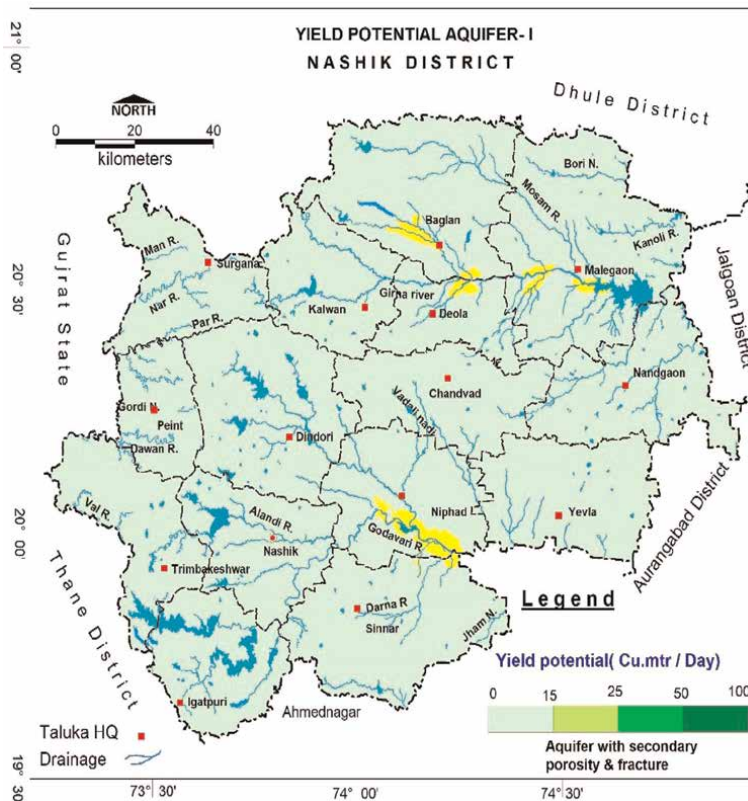 YIELD POTENTIAL AQUIFER- I
NASHIK DISTRICT
21° 00'
NORTH
0 20 40
kilometers
Dhule District
Bori N.
Mosam R.
Baglan
Kanoli R.
Man R.
Surgana
Malegaon
Gujrat State
20° 30'
Jalgoan District
Nar R.
Girna river
Kalwan
Deola
Par R.
Nandgaon
Chandvad
Vadali nadi
Gordi N.
Peint
Dindori
Dawan R.
Aurangabad District
Val R.
Alandi R.
Niphad
Yevla
20° 00'
Nashik
Godavari R
Trimbakeshwar
Thane District
Darna R
Sinnar
Jham N.
Legend
Yield potential( Cu.mtr / Day)
0 15 25 50 100
Igatpuri
Ahmednagar
Taluka HQ
Drainage
Aquifer with secondary
porosity & fracture
19° 30
73° 30' 74° 00' 74° 30'